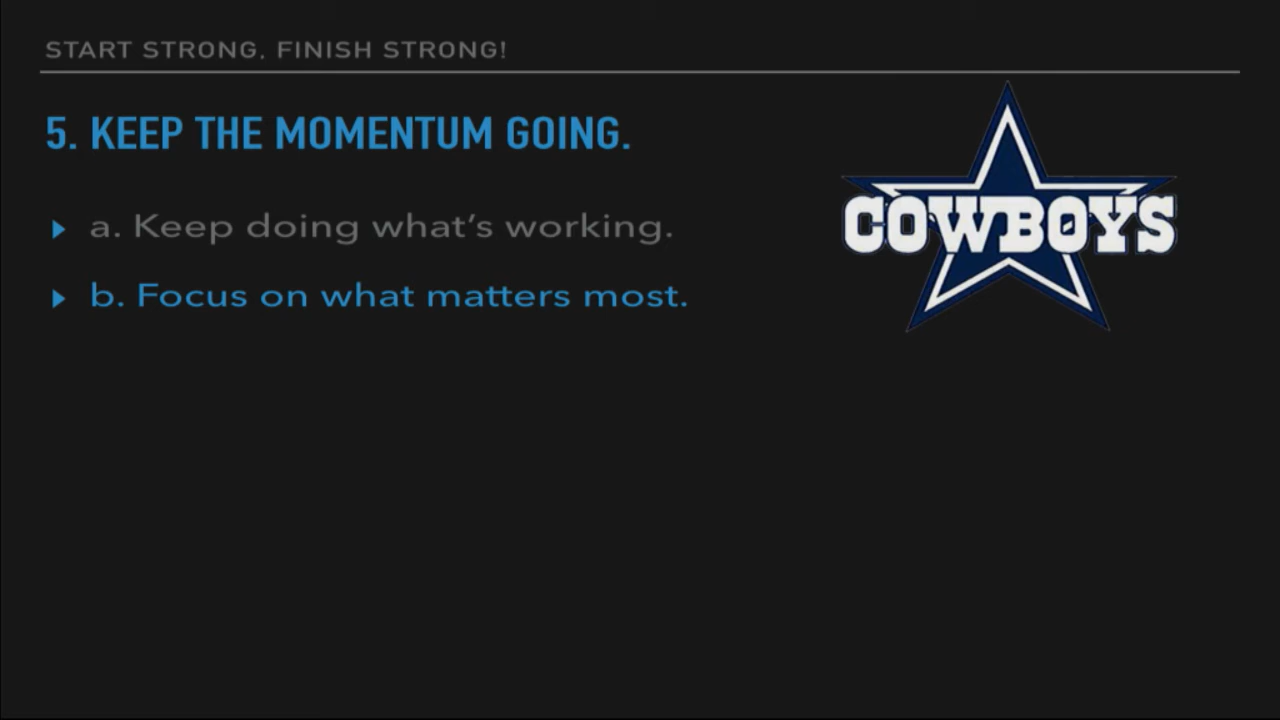 START STRONG, FINISH STRONG!
5. KEEP THE MOMENTUM GOING.
a. Keep doing what's working.
b. Focus on what matters most.
COWBOYS